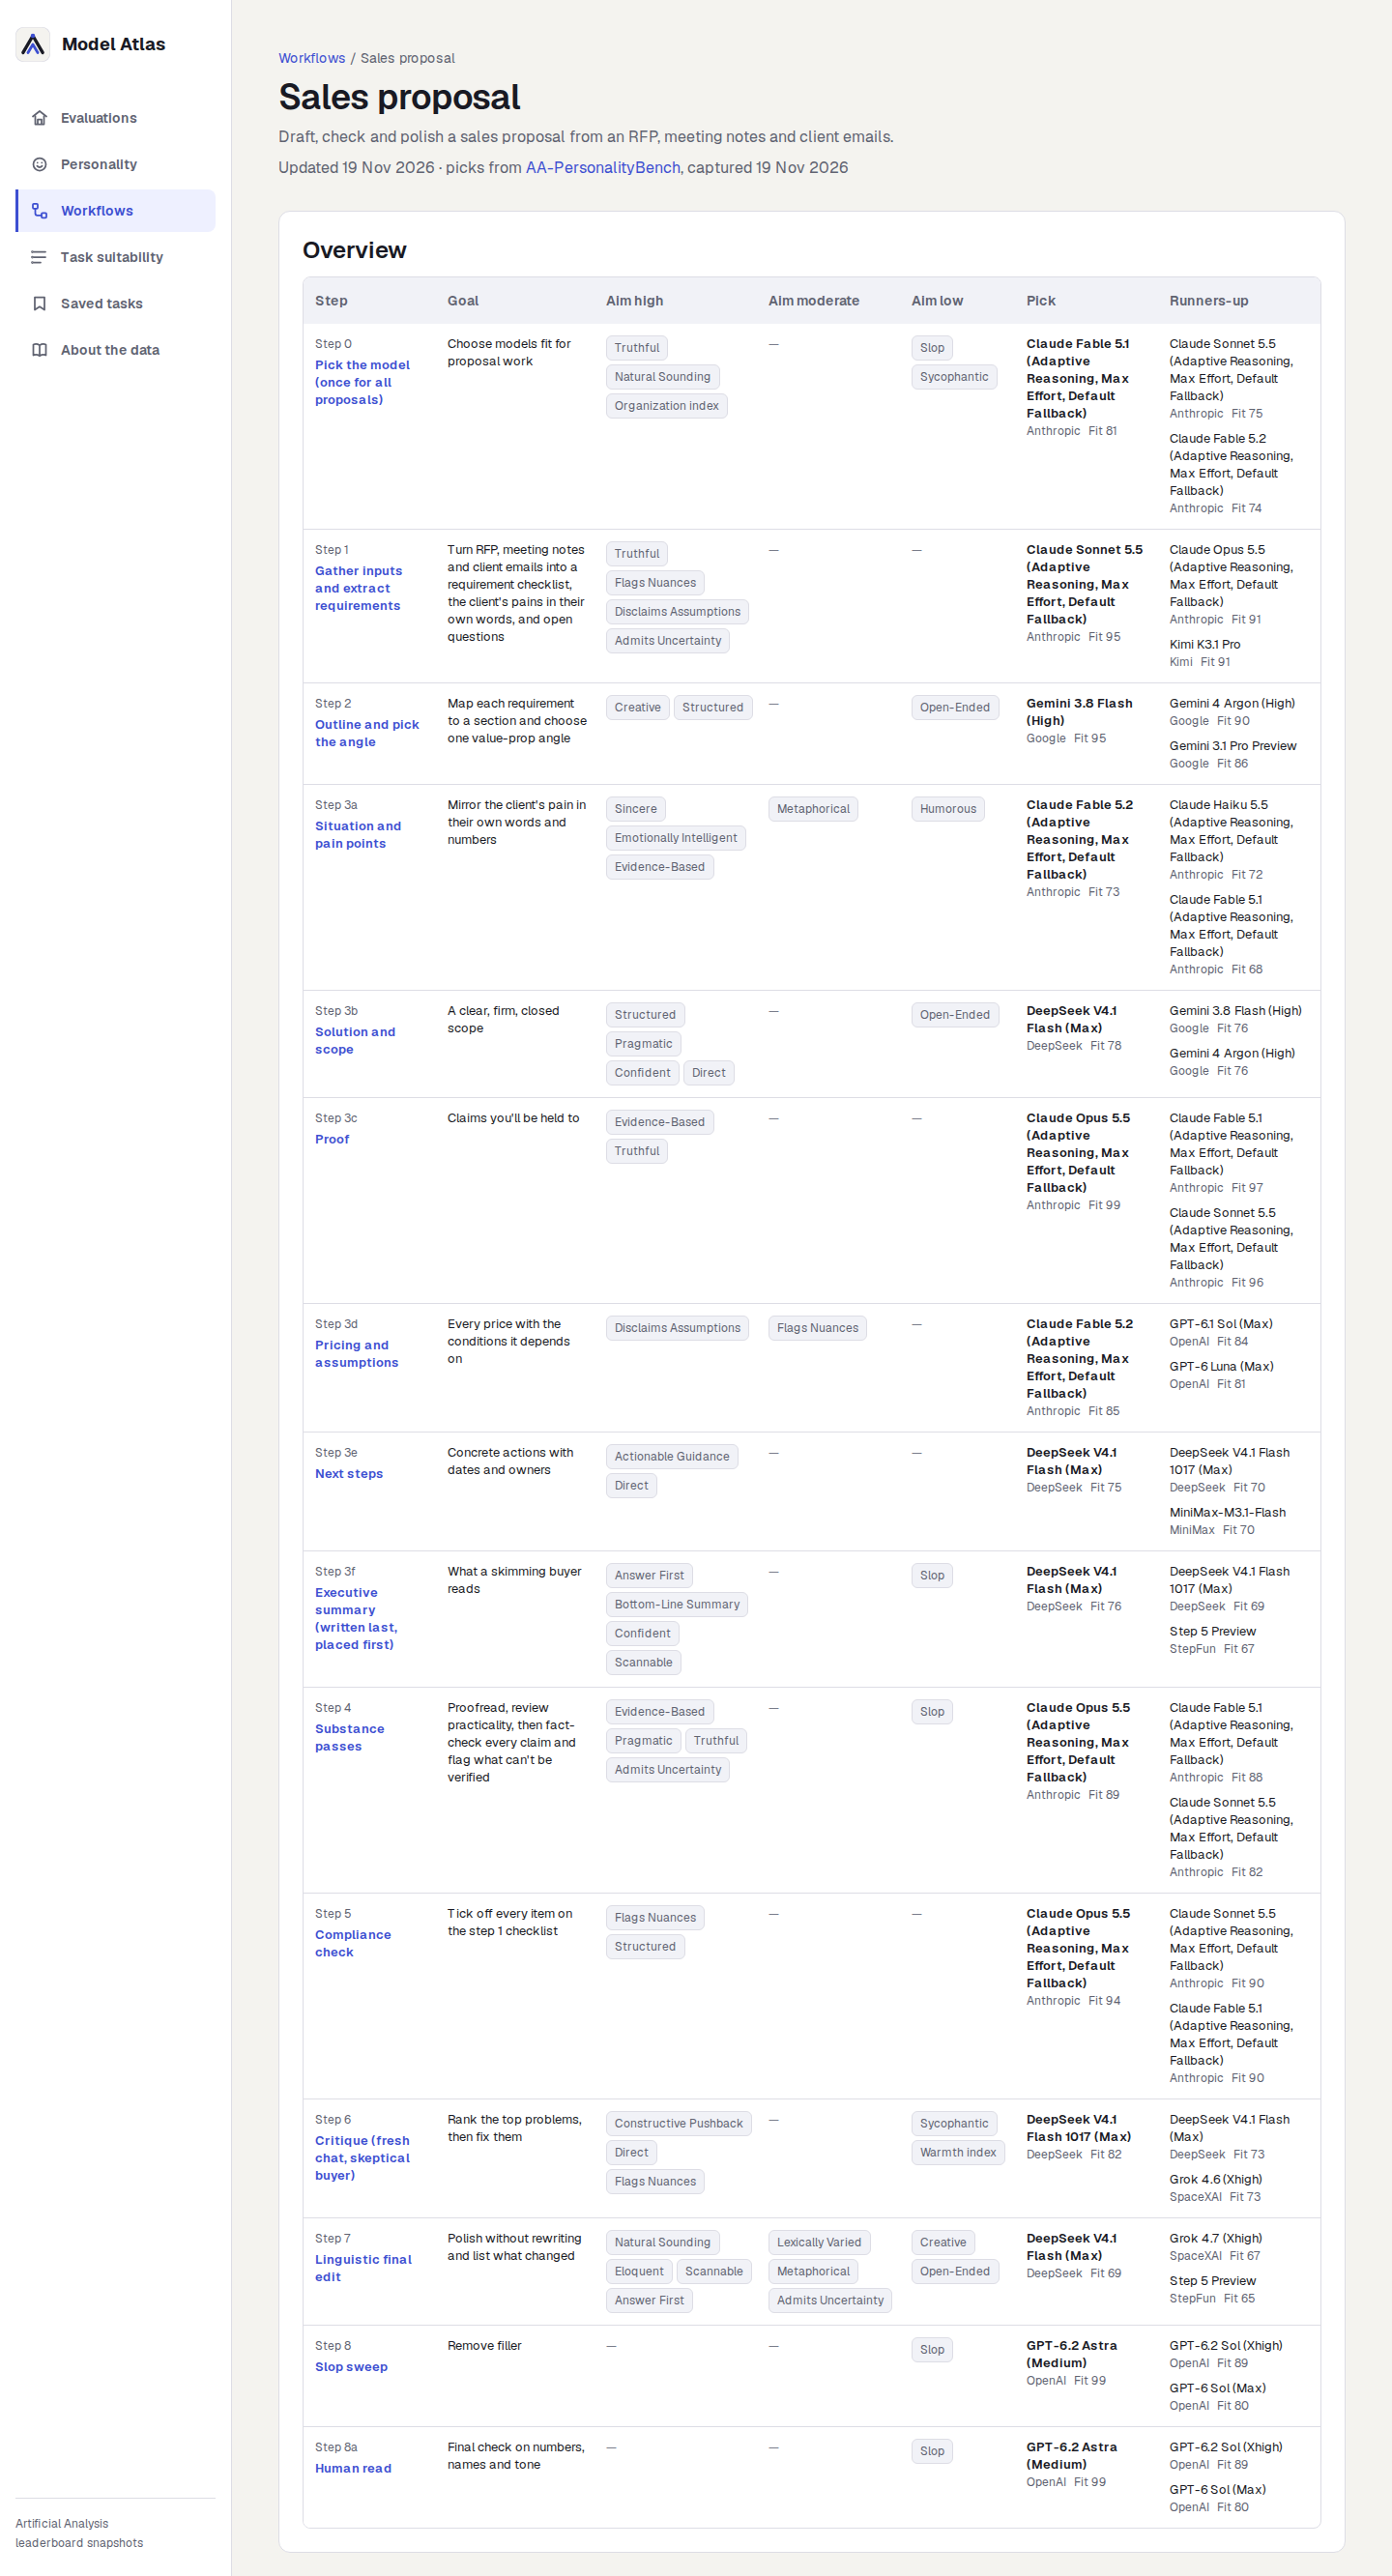 Model Atlas
Evaluations
Personality
Workflows
Task suitability
Saved tasks
About the data
Artificial Analysis
leaderboard snapshots
Workflows / Sales proposal
Sales proposal
Draft, check and polish a sales proposal from an RFP, meeting notes and client emails.
Updated 19 Nov 2026 · picks from AA-PersonalityBench, captured 19 Nov 2026
Overview
Step Goal Aim high Aim moderate Aim low Pick Runners-up
Step 0
Pick the model
(once for all
proposals)
Choose models fit for
proposal work
Truthful
Natural Sounding
Organization index
—
Slop
Sycophantic
Claude Fable 5.1
(Adaptive
Reasoning, Max
Effort, Default
Fallback)
Anthropic Fit 81
Claude Sonnet 5.5
(Adaptive Reasoning,
Max Effort, Default
Fallback)
Anthropic Fit 75
Claude Fable 5.2
(Adaptive Reasoning,
Max Effort, Default
Fallback)
Anthropic Fit 74
Step 1
Gather inputs
and extract
requirements
Turn RFP, meeting notes
and client emails into a
requirement checklist,
the client's pains in their
own words, and open
questions
Truthful
Flags Nuances
Disclaims Assumptions
Admits Uncertainty
—
—
Claude Sonnet 5.5
(Adaptive
Reasoning, Max
Effort, Default
Fallback)
Anthropic Fit 95
Claude Opus 5.5
(Adaptive Reasoning,
Max Effort, Default
Fallback)
Anthropic Fit 91
Kimi K3.1 Pro
Kimi Fit 91
Step 2
Outline and pick
the angle
Map each requirement
to a section and choose
one value-prop angle
Creative Structured
—
Open-Ended
Gemini 3.8 Flash
(High)
Google Fit 95
Gemini 4 Argon (High)
Google Fit 90
Gemini 3.1 Pro Preview
Google Fit 86
Step 3a
Situation and
pain points
Mirror the client's pain in
their own words and
numbers
Sincere
Emotionally Intelligent
Evidence-Based
Metaphorical
Humorous
Claude Fable 5.2
(Adaptive
Reasoning, Max
Effort, Default
Fallback)
Anthropic Fit 73
Claude Haiku 5.5
(Adaptive Reasoning,
Max Effort, Default
Fallback)
Anthropic Fit 72
Claude Fable 5.1
(Adaptive Reasoning,
Max Effort, Default
Fallback)
Anthropic Fit 68
Step 3b
Solution and
scope
A clear, firm, closed
scope
Structured
Pragmatic
Confident Direct
—
Open-Ended
DeepSeek V4.1
Flash (Max)
DeepSeek Fit 78
Gemini 3.8 Flash (High)
Google Fit 76
Gemini 4 Argon (High)
Google Fit 76
Step 3c
Proof
Claims you'll be held to
Evidence-Based
Truthful
—
—
Claude Opus 5.5
(Adaptive
Reasoning, Max
Effort, Default
Fallback)
Anthropic Fit 99
Claude Fable 5.1
(Adaptive Reasoning,
Max Effort, Default
Fallback)
Anthropic Fit 97
Claude Sonnet 5.5
(Adaptive Reasoning,
Max Effort, Default
Fallback)
Anthropic Fit 96
Step 3d
Pricing and
assumptions
Every price with the
conditions it depends
on
Disclaims Assumptions
Flags Nuances
—
Claude Fable 5.2
(Adaptive
Reasoning, Max
Effort, Default
Fallback)
Anthropic Fit 85
GPT-6.1 Sol (Max)
OpenAI Fit 84
GPT-6 Luna (Max)
OpenAI Fit 81
Step 3e
Next steps
Concrete actions with
dates and owners
Actionable Guidance
Direct
—
—
DeepSeek V4.1
Flash (Max)
DeepSeek Fit 75
DeepSeek V4.1 Flash
1017 (Max)
DeepSeek Fit 70
MiniMax-M3.1-Flash
MiniMax Fit 70
Step 3f
Executive
summary
(written last,
placed first)
What a skimming buyer
reads
Answer First
Bottom-Line Summary
Confident
Scannable
—
Slop
DeepSeek V4.1
Flash (Max)
DeepSeek Fit 76
DeepSeek V4.1 Flash
1017 (Max)
DeepSeek Fit 69
Step 5 Preview
StepFun Fit 67
Step 4
Substance
passes
Proofread, review
practicality, then fact-
check every claim and
flag what can't be
verified
Evidence-Based
Pragmatic Truthful
Admits Uncertainty
—
Slop
Claude Opus 5.5
(Adaptive
Reasoning, Max
Effort, Default
Fallback)
Anthropic Fit 89
Claude Fable 5.1
(Adaptive Reasoning,
Max Effort, Default
Fallback)
Anthropic Fit 88
Claude Sonnet 5.5
(Adaptive Reasoning,
Max Effort, Default
Fallback)
Anthropic Fit 82
Step 5
Compliance
check
Tick off every item on
the step 1 checklist
Flags Nuances
Structured
—
—
Claude Opus 5.5
(Adaptive
Reasoning, Max
Effort, Default
Fallback)
Anthropic Fit 94
Claude Sonnet 5.5
(Adaptive Reasoning,
Max Effort, Default
Fallback)
Anthropic Fit 90
Claude Fable 5.1
(Adaptive Reasoning,
Max Effort, Default
Fallback)
Anthropic Fit 90
Step 6
Critique (fresh
chat, skeptical
buyer)
Rank the top problems,
then fix them
Constructive Pushback
Direct
Flags Nuances
—
Sycophantic
Warmth index
DeepSeek V4.1
Flash 1017 (Max)
DeepSeek Fit 82
DeepSeek V4.1 Flash
(Max)
DeepSeek Fit 73
Grok 4.6 (Xhigh)
SpaceXAI Fit 73
Step 7
Linguistic final
edit
Polish without rewriting
and list what changed
Natural Sounding
Eloquent Scannable
Answer First
Lexically Varied
Metaphorical
Admits Uncertainty
Creative
Open-Ended
DeepSeek V4.1
Flash (Max)
DeepSeek Fit 69
Grok 4.7 (Xhigh)
SpaceXAI Fit 67
Step 5 Preview
StepFun Fit 65
Step 8
Slop sweep
Remove filler
—
—
Slop
GPT-6.2 Astra
(Medium)
OpenAI Fit 99
GPT-6.2 Sol (Xhigh)
OpenAI Fit 89
GPT-6 Sol (Max)
OpenAI Fit 80
Step 8a
Human read
Final check on numbers,
names and tone
—
—
Slop
GPT-6.2 Astra
(Medium)
OpenAI Fit 99
GPT-6.2 Sol (Xhigh)
OpenAI Fit 89
GPT-6 Sol (Max)
OpenAI Fit 80